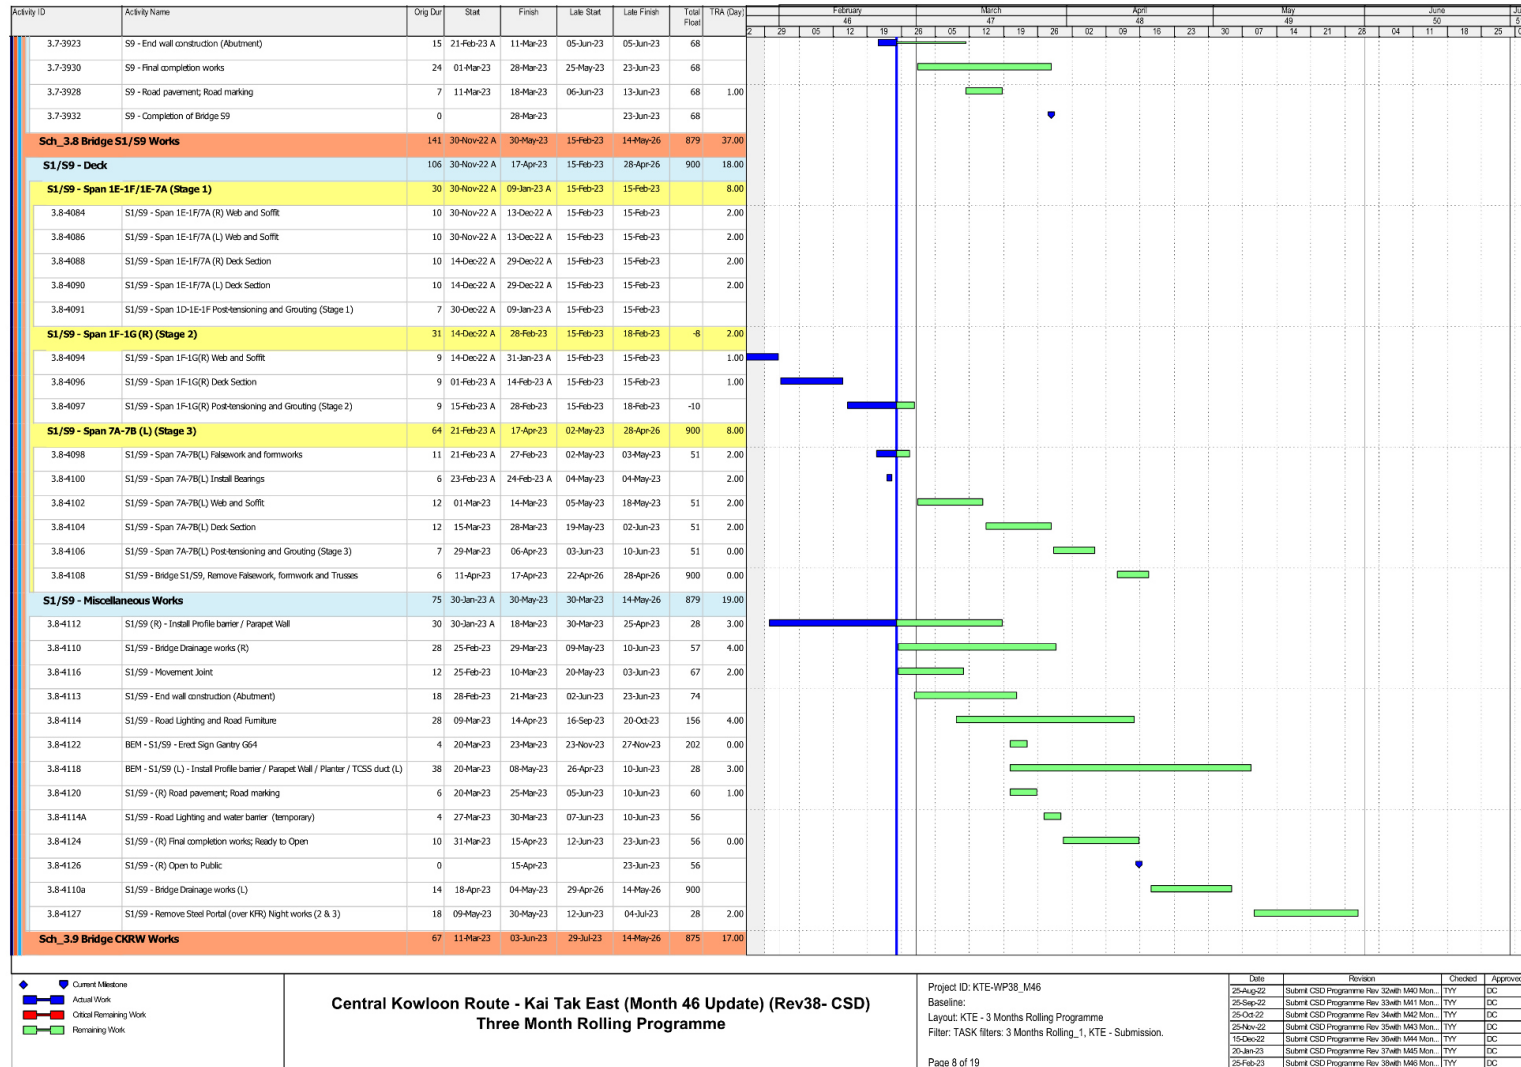 Activity ID Activity Name Orig Dur Start Finish Late Start Late Finish Total Float TRA (Day) February March April May June
46 47 48 49 50
29 05 12 19 26 05 12 19 26 02 09 16 23 30 07 14 21 28 04 11 18 25
3.7-3923 S9 - End wall construction (Abutment) 15 21-Feb-23 A 11-Mar-23 05-Jun-23 05-Jun-23 68
3.7-3930 S9 - Final completion works 24 01-Mar-23 28-Mar-23 25-May-23 23-Jun-23 68
3.7-3928 S9 - Road pavement; Road marking 7 11-Mar-23 18-Mar-23 06-Jun-23 13-Jun-23 68 1.00
3.7-3932 S9 - Completion of Bridge S9 0 28-Mar-23 23-Jun-23 68
Sch_3.8 Bridge S1/S9 Works 141 30-Nov-22 A 30-May-23 15-Feb-23 14-May-26 879 37.00
S1/S9 - Deck 106 30-Nov-22 A 17-Apr-23 15-Feb-23 28-Apr-26 900 18.00
S1/S9 - Span 1E-1F/1E-7A (Stage 1) 30 30-Nov-22 A 09-Jan-23 A 15-Feb-23 15-Feb-23 8.00
3.8-4084 S1/S9 - Span 1E-1F/7A (R) Web and Soffit 10 30-Nov-22 A 13-Dec-22 A 15-Feb-23 15-Feb-23 2.00
3.8-4086 S1/S9 - Span 1E-1F/7A (L) Web and Soffit 10 30-Nov-22 A 13-Dec-22 A 15-Feb-23 15-Feb-23 2.00
3.8-4088 S1/S9 - Span 1E-1F/7A (R) Deck Section 10 14-Dec-22 A 29-Dec-22 A 15-Feb-23 15-Feb-23 2.00
3.8-4090 S1/S9 - Span 1E-1F/7A (L) Deck Section 10 14-Dec-22 A 29-Dec-22 A 15-Feb-23 15-Feb-23 2.00
3.8-4091 S1/S9 - Span 1D-1E-1F Post-tensioning and Grouting (Stage 1) 7 30-Dec-22 A 09-Jan-23 A 15-Feb-23 15-Feb-23
S1/S9 - Span 1F-1G (R) (Stage 2) 31 14-Dec-22 A 28-Feb-23 15-Feb-23 18-Feb-23 -8 2.00
3.8-4094 S1/S9 - Span 1F-1G(R) Web and Soffit 9 14-Dec-22 A 31-Jan-23 A 15-Feb-23 15-Feb-23 1.00
3.8-4096 S1/S9 - Span 1F-1G(R) Deck Section 9 01-Feb-23 A 14-Feb-23 A 15-Feb-23 15-Feb-23 1.00
3.8-4097 S1/S9 - Span 1F-1G(R) Post-tensioning and Grouting (Stage 2) 9 15-Feb-23 A 28-Feb-23 15-Feb-23 18-Feb-23 -10
S1/S9 - Span 7A-7B (L) (Stage 3) 64 21-Feb-23 A 17-Apr-23 02-May-23 28-Apr-26 900 8.00
3.8-4098 S1/S9 - Span 7A-7B(L) Falsework and formworks 11 21-Feb-23 A 27-Feb-23 02-May-23 03-May-23 51 2.00
3.8-4100 S1/S9 - Span 7A-7B(L) Install Bearings 6 23-Feb-23 A 24-Feb-23 A 04-May-23 04-May-23 2.00
3.8-4102 S1/S9 - Span 7A-7B(L) Web and Soffit 12 01-Mar-23 14-Mar-23 05-May-23 18-May-23 51 2.00
3.8-4104 S1/S9 - Span 7A-7B(L) Deck Section 12 15-Mar-23 28-Mar-23 19-May-23 02-Jun-23 51 2.00
3.8-4106 S1/S9 - Span 7A-7B(L) Post-tensioning and Grouting (Stage 3) 7 29-Mar-23 06-Apr-23 03-Jun-23 10-Jun-23 51 0.00
3.8-4108 S1/S9 - Bridge S1/S9, Remove Falsework, formwork and Trusses 6 11-Apr-23 17-Apr-23 22-Apr-26 28-Apr-26 900 0.00
S1/S9 - Miscellaneous Works 75 30-Jan-23 A 30-May-23 30-Mar-23 14-May-26 879 19.00
3.8-4112 S1/S9 (R) - Install Profile barrier / Parapet Wall 30 30-Jan-23 A 18-Mar-23 30-Mar-23 25-Apr-23 28 3.00
3.8-4110 S1/S9 - Bridge Drainage works (R) 28 25-Feb-23 29-Mar-23 09-May-23 10-Jun-23 57 4.00
3.8-4116 S1/S9 - Movement Joint 12 25-Feb-23 10-Mar-23 20-May-23 03-Jun-23 67 2.00
3.8-4113 S1/S9 - End wall construction (Abutment) 18 28-Feb-23 21-Mar-23 02-Jun-23 23-Jun-23 74
3.8-4114 S1/S9 - Road Lighting and Road Furniture 28 09-Mar-23 14-Apr-23 16-Sep-23 20-Oct-23 156 4.00
3.8-4122 BEM - S1/S9 - Erect Sign Gantry G64 4 20-Mar-23 23-Mar-23 23-Nov-23 27-Nov-23 202 0.00
3.8-4118 BEM - S1/S9 (L) - Install Profile barrier / Parapet Wall / Planter / TCSS duct (L) 38 20-Mar-23 08-May-23 26-Apr-23 10-Jun-23 28 3.00
3.8-4120 S1/S9 - (R) Road pavement; Road marking 6 20-Mar-23 25-Mar-23 05-Jun-23 10-Jun-23 60 1.00
3.8-4114A S1/S9 - Road Lighting and water barrier (temporary) 4 27-Mar-23 30-Mar-23 07-Jun-23 10-Jun-23 56
3.8-4124 S1/S9 - (R) Final completion works; Ready to Open 10 31-Mar-23 15-Apr-23 12-Jun-23 23-Jun-23 56 0.00
3.8-4126 S1/S9 - (R) Open to Public 0 15-Apr-23 23-Jun-23 56
3.8-4110a S1/S9 - Bridge Drainage works (L) 14 18-Apr-23 04-May-23 29-Apr-26 14-May-26 900
3.8-4127 S1/S9 - Remove Steel Portal (over KFR) Night works (2 & 3) 18 09-May-23 30-May-23 12-Jun-23 04-Jul-23 28 2.00
Sch_3.9 Bridge CKRW Works 67 11-Mar-23 03-Jun-23 29-Jul-23 14-May-26 875 17.00
Current Milestone
Actual Work
Critical Remaining Work
Remaining Work
Central Kowloon Route - Kai Tak East (Month 46 Update) (Rev38- CSD)
Three Month Rolling Programme
Project ID: KTE-WP38_M46
Baseline:
Layout: KTE - 3 Months Rolling Programme
Filter: TASK filters: 3 Months Rolling_1, KTE - Submission.
Page 8 of 19
Date Revision Checked Approved
25-Aug-22 Submit CSD Programme Rev 32with M40 Mon... TYY DC
25-Sep-22 Submit CSD Programme Rev 33with M41 Mon... TYY DC
25-Oct-22 Submit CSD Programme Rev 34with M42 Mon... TYY DC
25-Nov-22 Submit CSD Programme Rev 35with M43 Mon... TYY DC
15-Dec-22 Submit CSD Programme Rev 36with M44 Mon... TYY DC
20-Jan-23 Submit CSD Programme Rev 37with M45 Mon... TYY DC
25-Feb-23 Submit CSD Programme Rev 38with M46 Mon... TYY DC